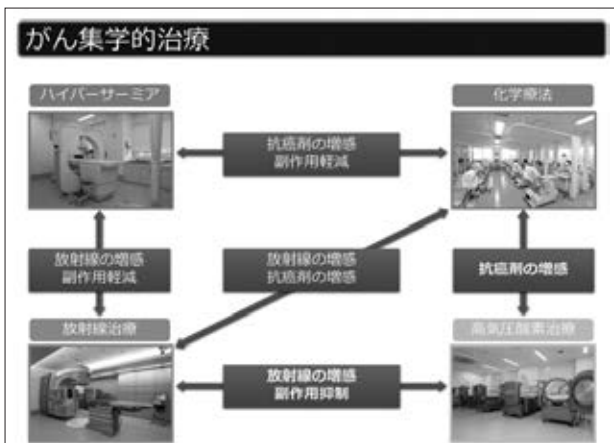 がん集学的治療
ハイパーサーミア
化学療法
抗癌剤の増感
副作用軽減
放射線の増感
副作用軽減
放射線の増感
抗癌剤の増感
抗癌剤の増感
放射線治療
高気圧酸素治療
放射線の増感
副作用抑制